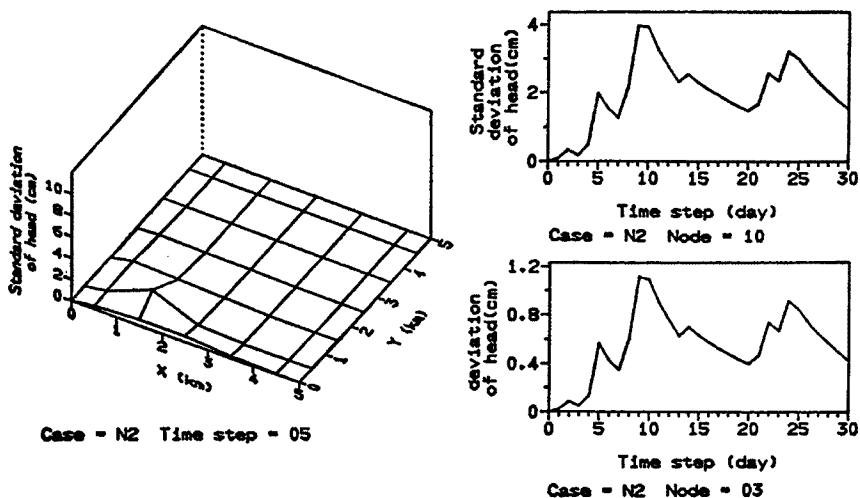 Standard deviation
of head (cm)
10
8
6
4
2
0
0
1
2
3
4
5
X (km)
0
1
2
3
4
5
Y (km)
Case = N2 Time step = 05
Standard
deviation
of head(cm)
4
2
0
0 5 10 15 20 25 30
Time step (day)
Case = N2 Node = 10
deviation
of head(cm)
1.2
0.8
0.4
0
0 5 10 15 20 25 30
Time step (day)
Case = N2 Node = 03